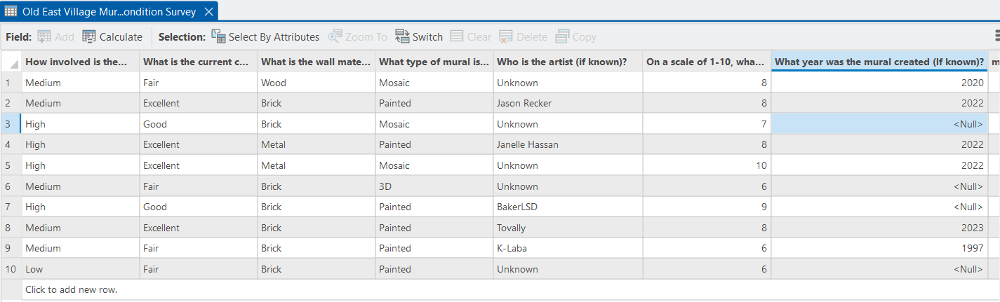 Old East Village Mur...ondition Survey
Field: Add Calculate Selection: Select By Attributes Zoom To Switch Clear Delete Copy
How involved is the... What is the current c... What is the wall mate... What type of mural is... Who is the artist (if known)? On a scale of 1-10, wha... What year was the mural created (If known)? m
1 Medium Fair Wood Mosaic Unknown 8 2020
2 Medium Excellent Brick Painted Jason Recker 8 2022
3 High Good Brick Mosaic Unknown 7 <Null>
4 High Excellent Metal Painted Janelle Hassan 8 2022
5 High Excellent Metal Mosaic Unknown 10 2022
6 Medium Fair Brick 3D Unknown 6 <Null>
7 High Good Brick Painted BakerLSD 9 <Null>
8 Medium Excellent Brick Painted Tovally 8 2023
9 Medium Fair Brick Painted K-Laba 6 1997
10 Low Fair Brick Painted Unknown 6 <Null>
Click to add new row.